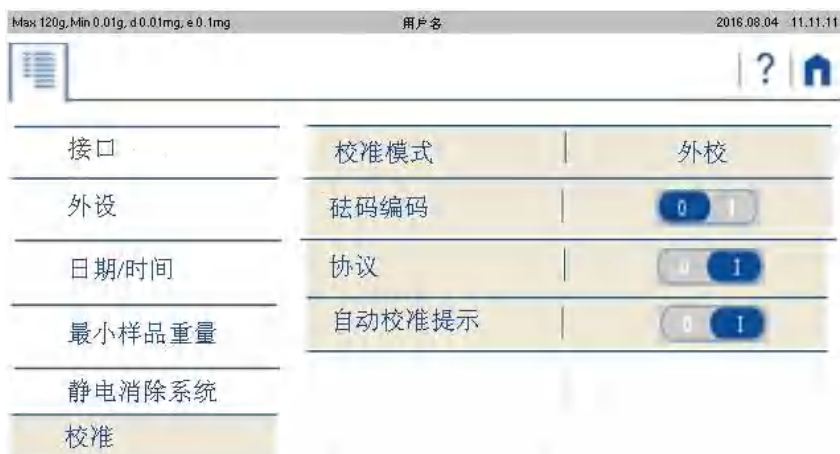 Max 120g, Min 0.01g, d 0.01mg, e 0.1mg 用戶名 2016.08.04 11.11.11
?
接口
外设
日期/时间
最小样品重量
静电消除系统
校准
校准模式 外校
砝码编码 0 I
协议 0 I
自动校准提示 0 I